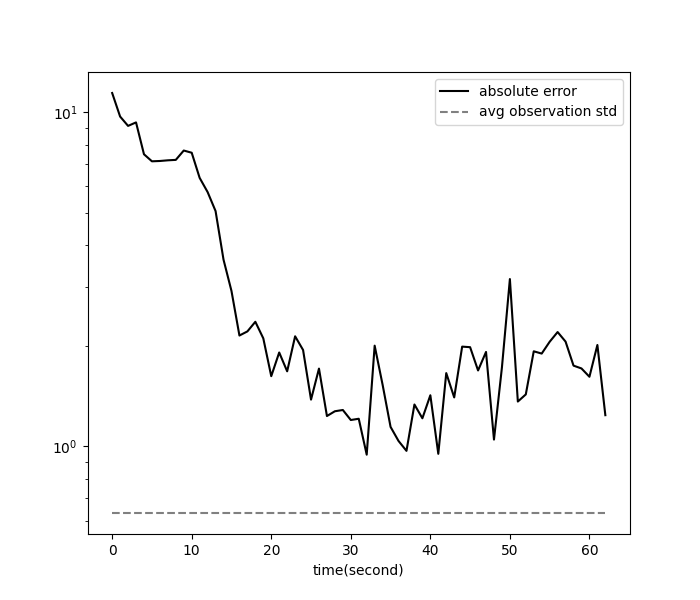 absolute error
avg observation std
10¹
10⁰
0 10 20 30 40 50 60
time(second)